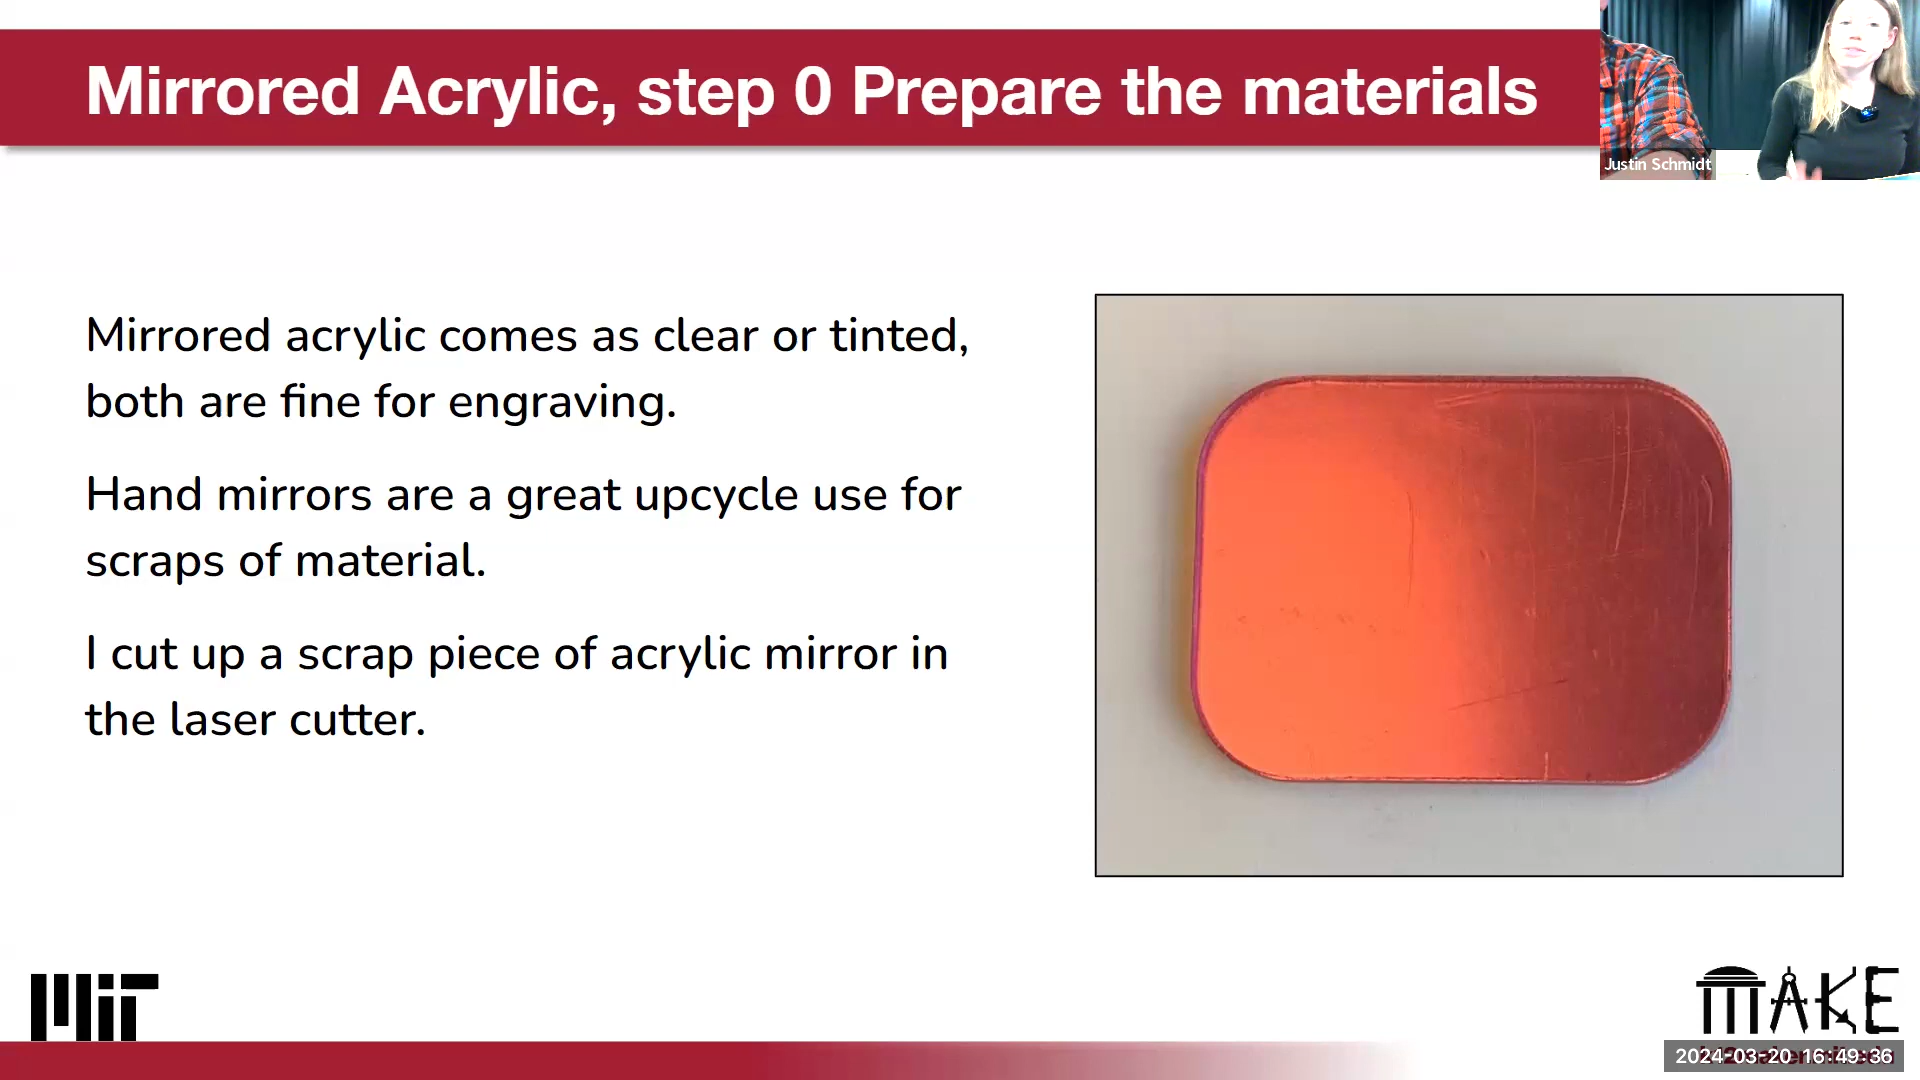 Mirrored Acrylic, step 0 Prepare the materials
Justin Schmidt
Mirrored acrylic comes as clear or tinted,
both are fine for engraving.
Hand mirrors are a great upcycle use for
scraps of material.
I cut up a scrap piece of acrylic mirror in
the laser cutter.
MIT
MAKE
2024-03-20 16:49:36